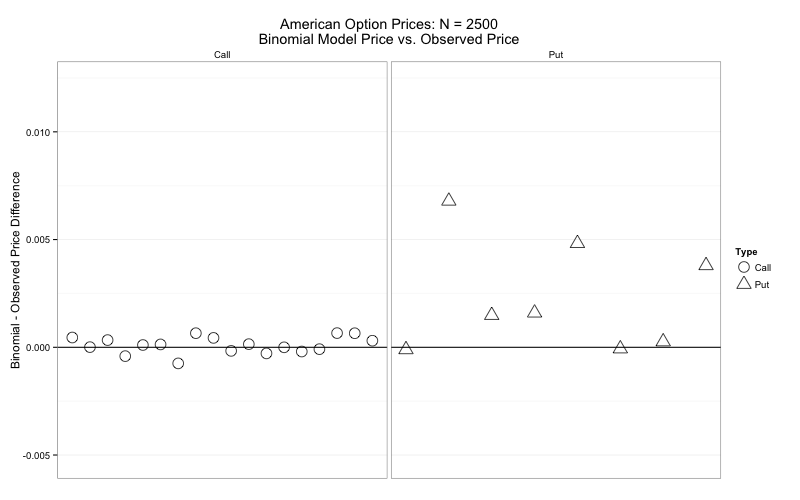 American Option Prices: N = 2500
Binomial Model Price vs. Observed Price
Call
Put
Binomial - Observed Price Difference
0.010
0.005
0.000
-0.005
Type
Call
Put